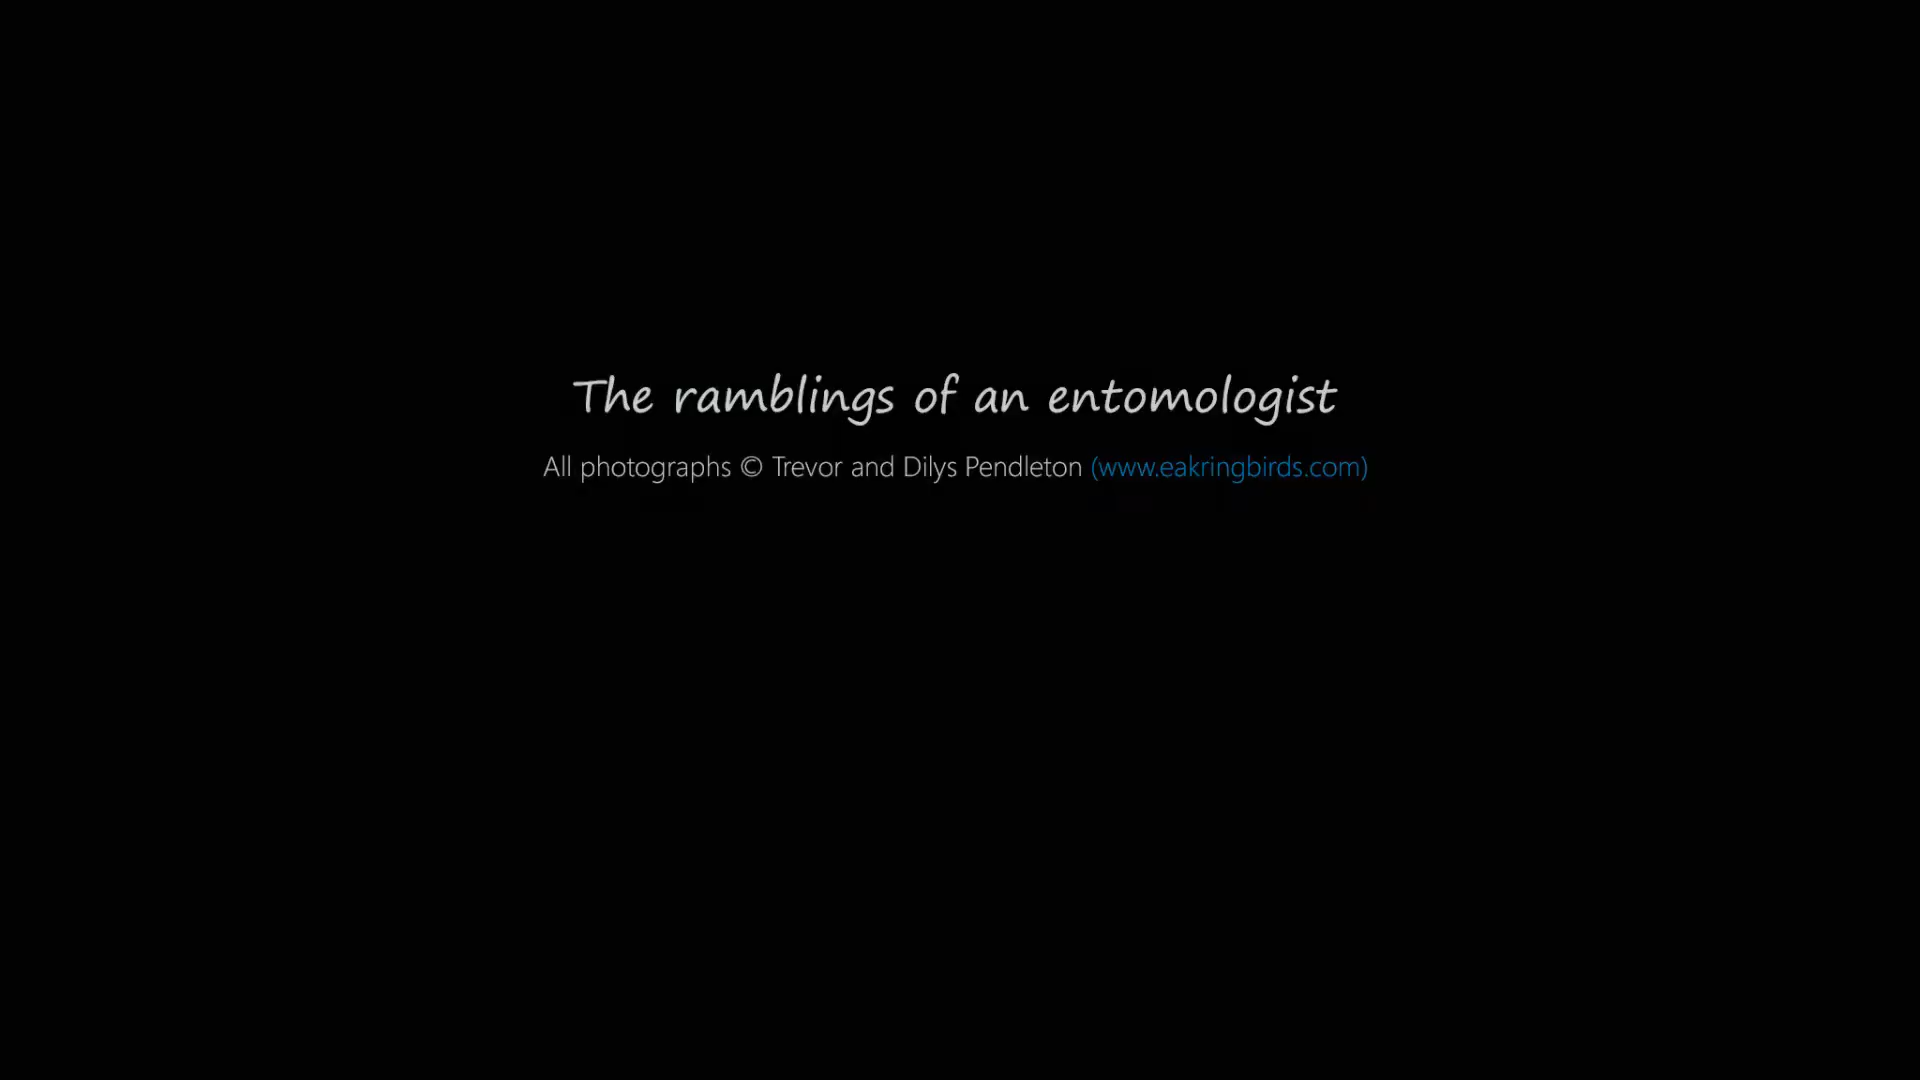 The ramblings of an entomologist
All photographs © Trevor and Dilys Pendleton (www.eakringbirds.com)